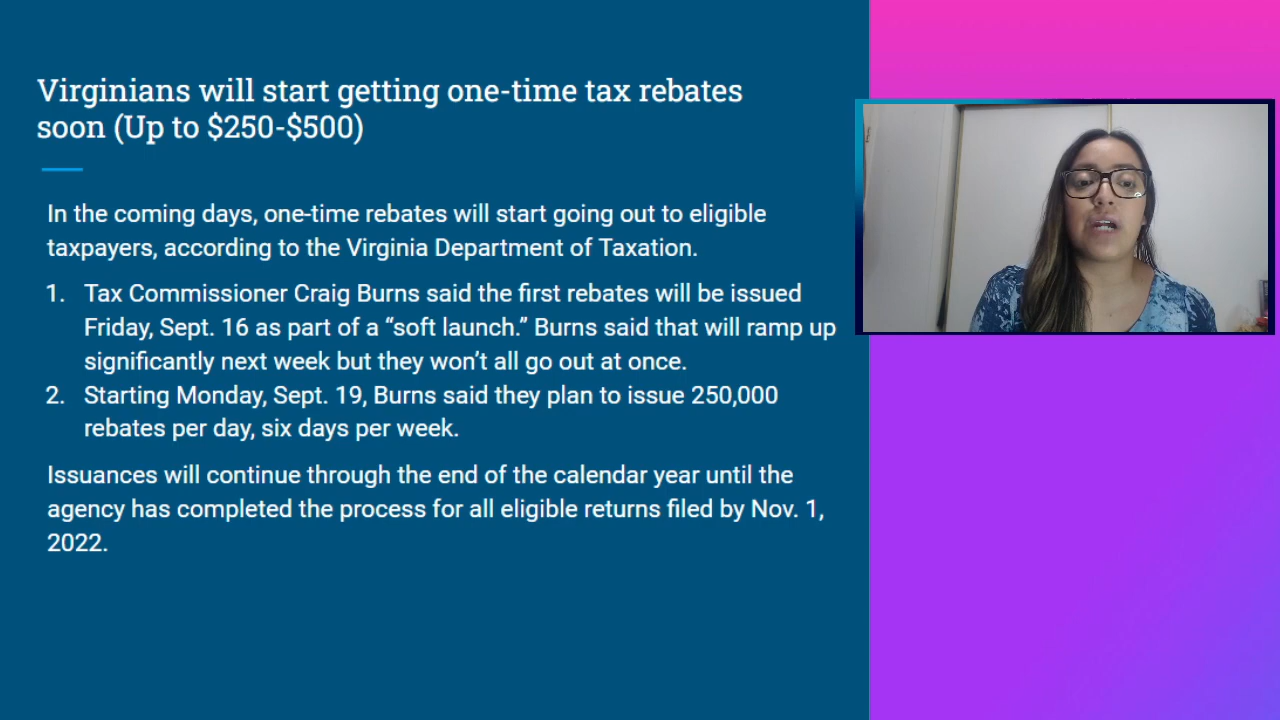 Virginians will start getting one-time tax rebates
soon (Up to $250-$500)
In the coming days, one-time rebates will start going out to eligible
taxpayers, according to the Virginia Department of Taxation.
1. Tax Commissioner Craig Burns said the first rebates will be issued
Friday, Sept. 16 as part of a “soft launch.” Burns said that will ramp up
significantly next week but they won’t all go out at once.
2. Starting Monday, Sept. 19, Burns said they plan to issue 250,000
rebates per day, six days per week.
Issuances will continue through the end of the calendar year until the
agency has completed the process for all eligible returns filed by Nov. 1,
2022.